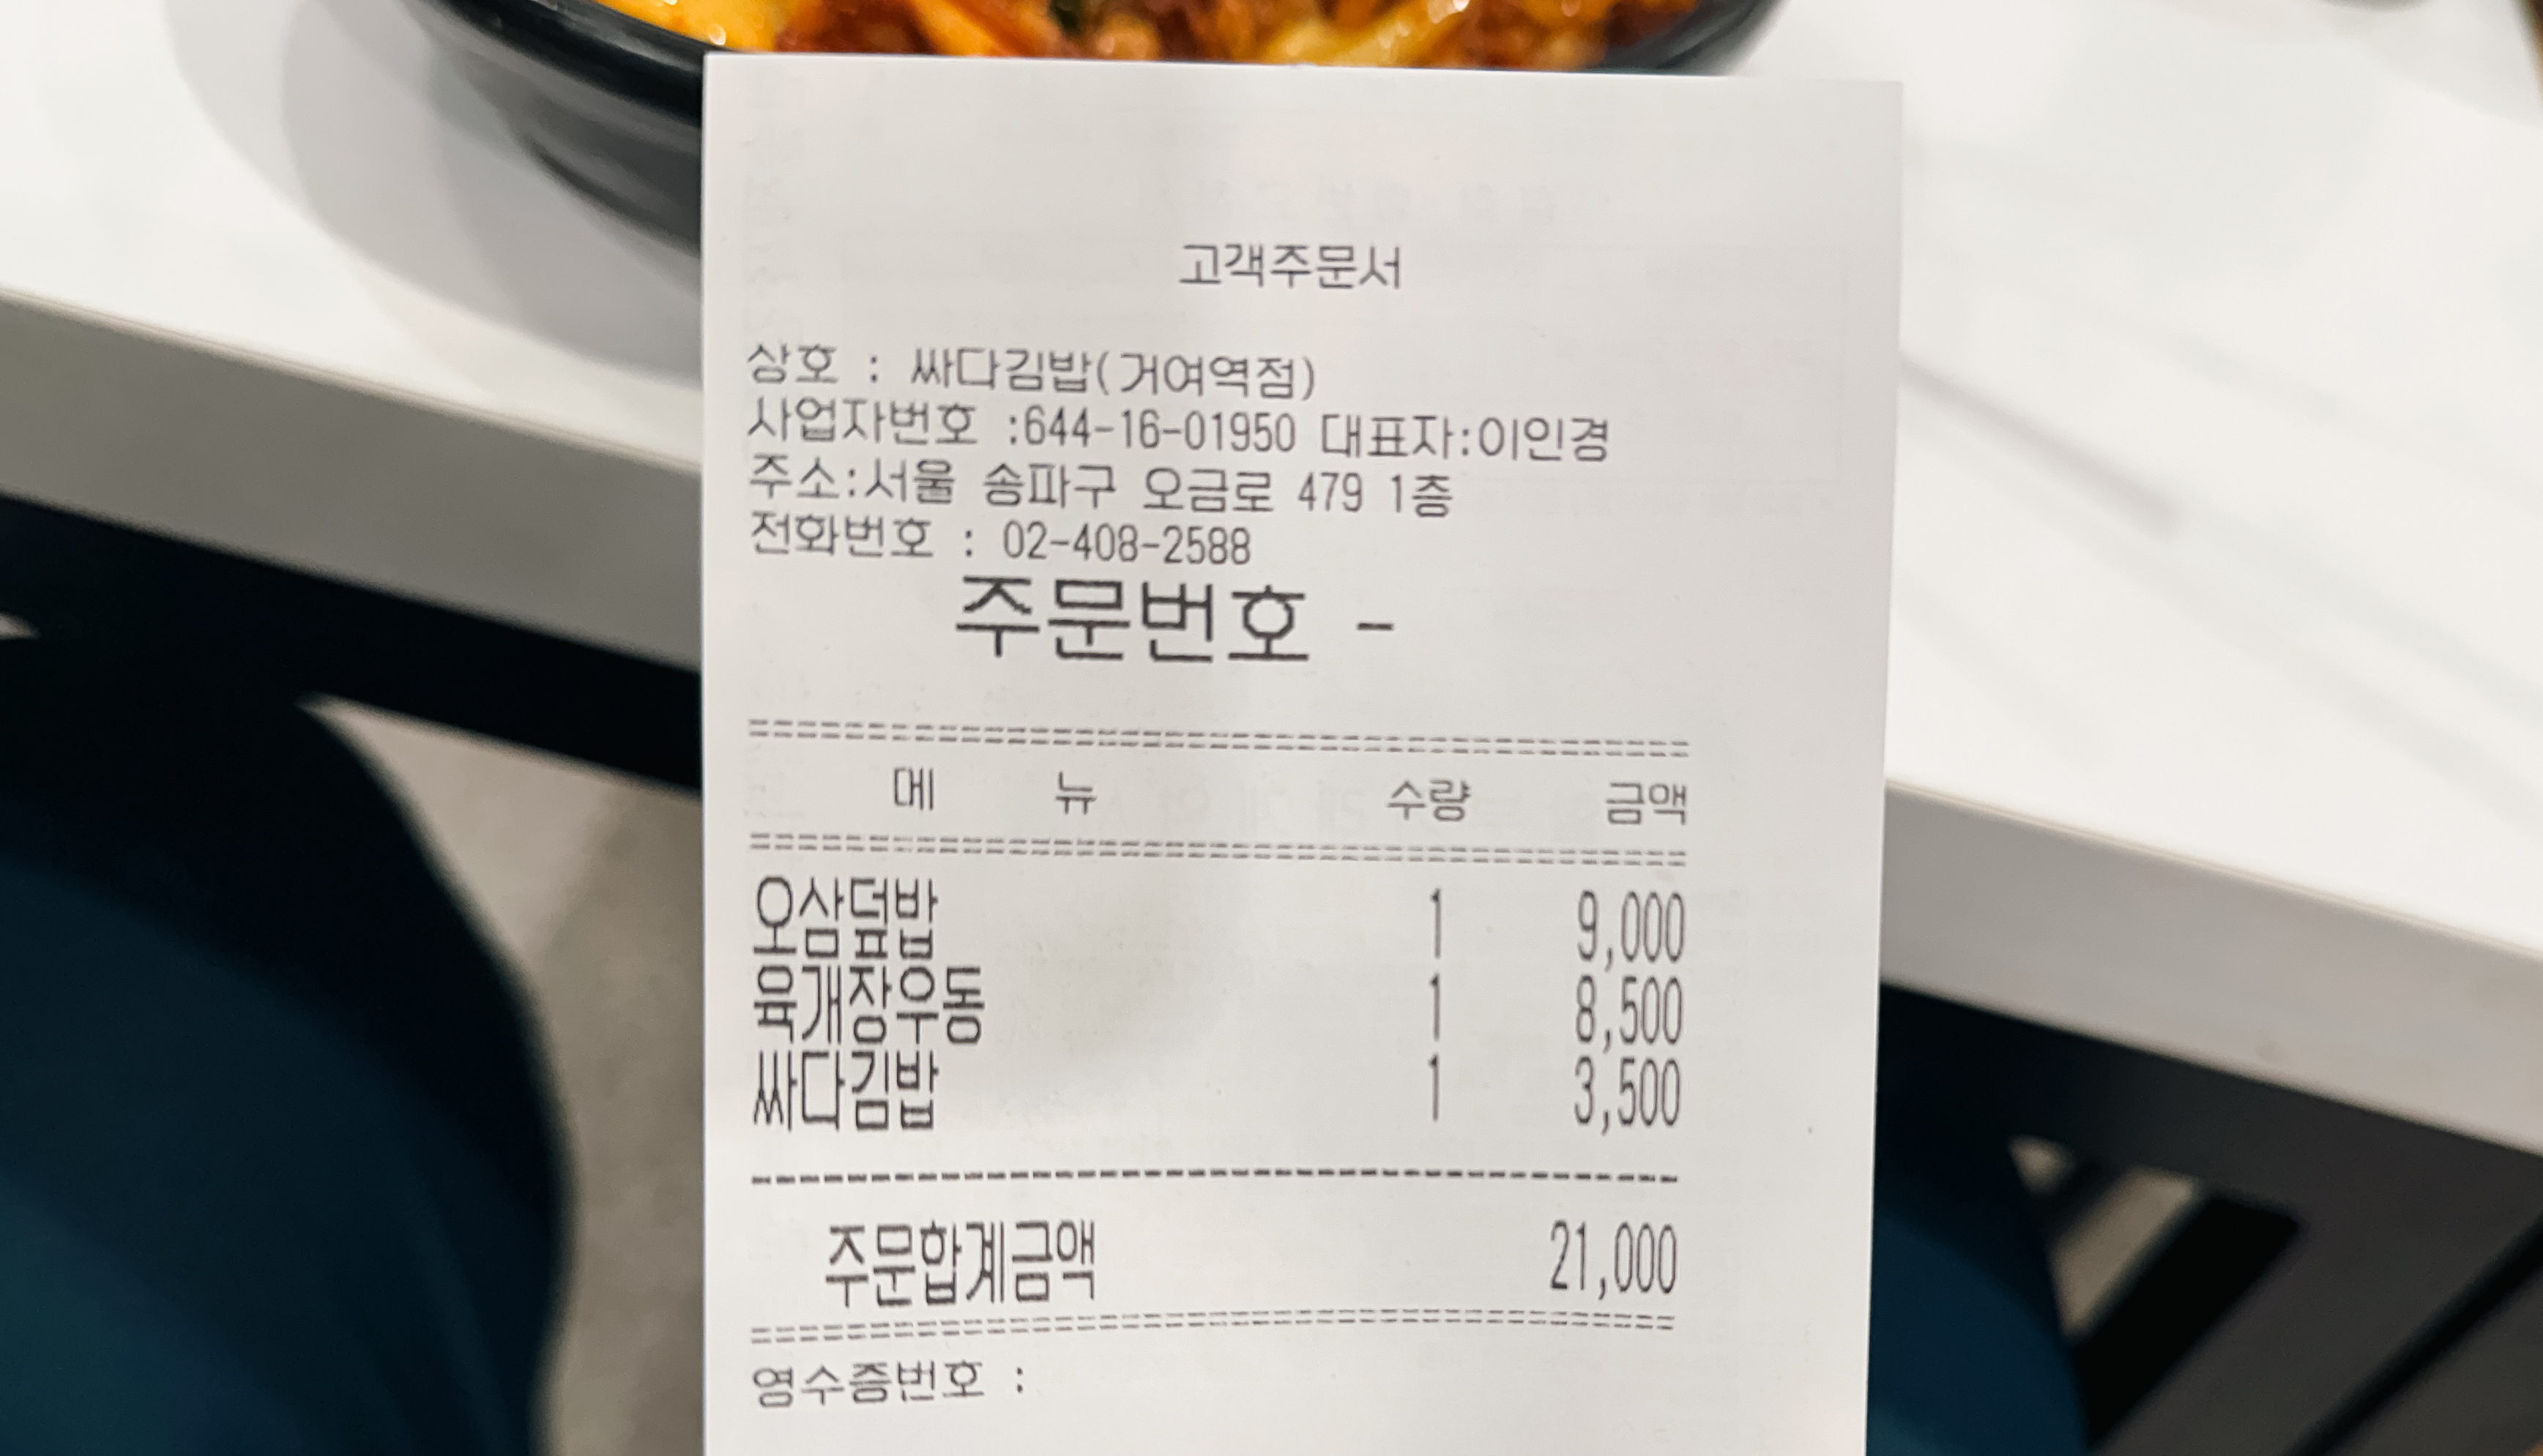 고객주문서
상호 : 싸다김밥(거여역점)
사업자번호 :644-16-01950 대표자:이인경
주소:서울 송파구 오금로 479 1층
전화번호 : 02-408-2588
주문번호 -
메 뉴 수량 금액
오삼덮밥 1 9,000
육개장우동 1 8,500
싸다김밥 1 3,500
주문합계금액 21,000
영수증번호 :